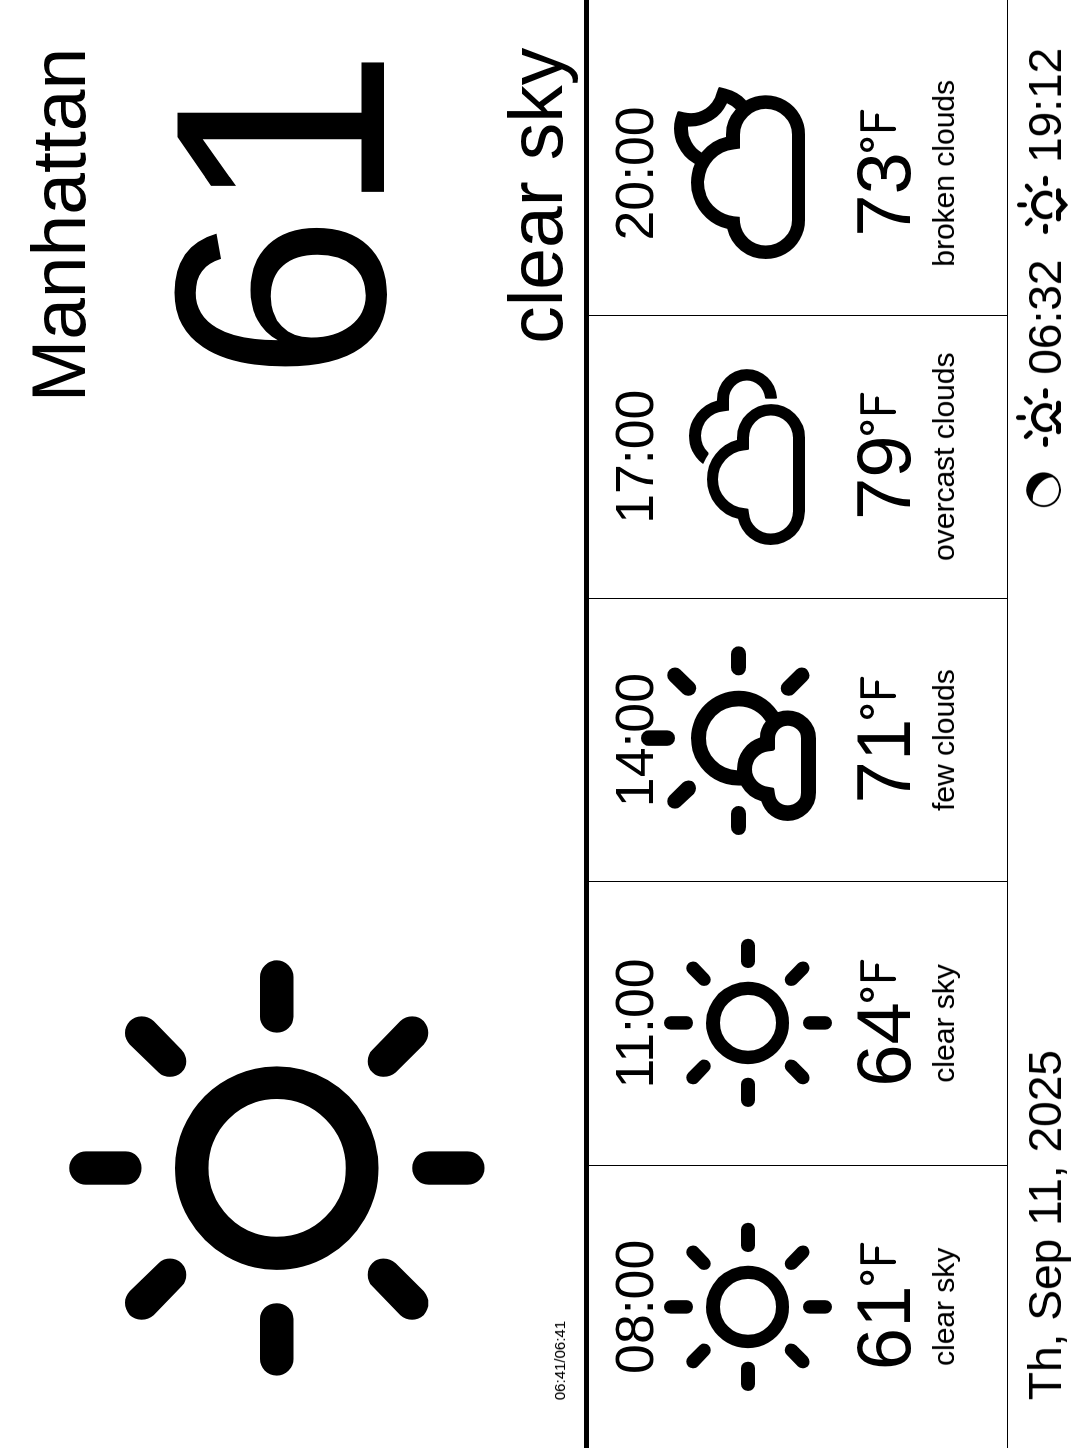 Manhattan
61
clear sky
06:41/06:41
08:00
61°F
clear sky
11:00
64°F
clear sky
14:00
71°F
few clouds
17:00
79°F
overcast clouds
20:00
73°F
broken clouds
Th, Sep 11, 2025
06:32
19:12